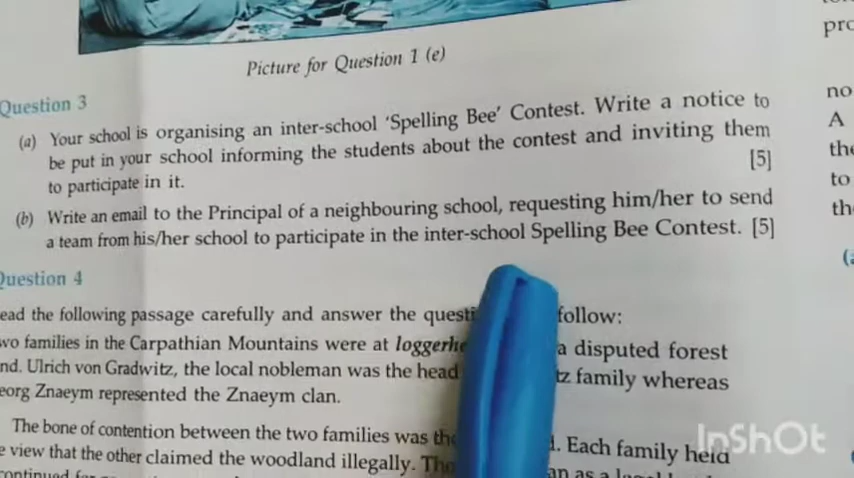 Picture for Question 1 (e)
Question 3
(a) Your school is organising an inter-school 'Spelling Bee' Contest. Write a notice to
be put in your school informing the students about the contest and inviting them
to participate in it. [5]
(b) Write an email to the Principal of a neighbouring school, requesting him/her to send
a team from his/her school to participate in the inter-school Spelling Bee Contest. [5]
Question 4
ead the following passage carefully and answer the questi follow:
wo families in the Carpathian Mountains were at loggerhe a disputed forest
nd. Ulrich von Gradwitz, the local nobleman was the head tz family whereas
eorg Znaeym represented the Znaeym clan.
The bone of contention between the two families was the d. Each family held
e view that the other claimed the woodland illegally. Th an as a
continued
pro
no
A
the
to
th
InShOt